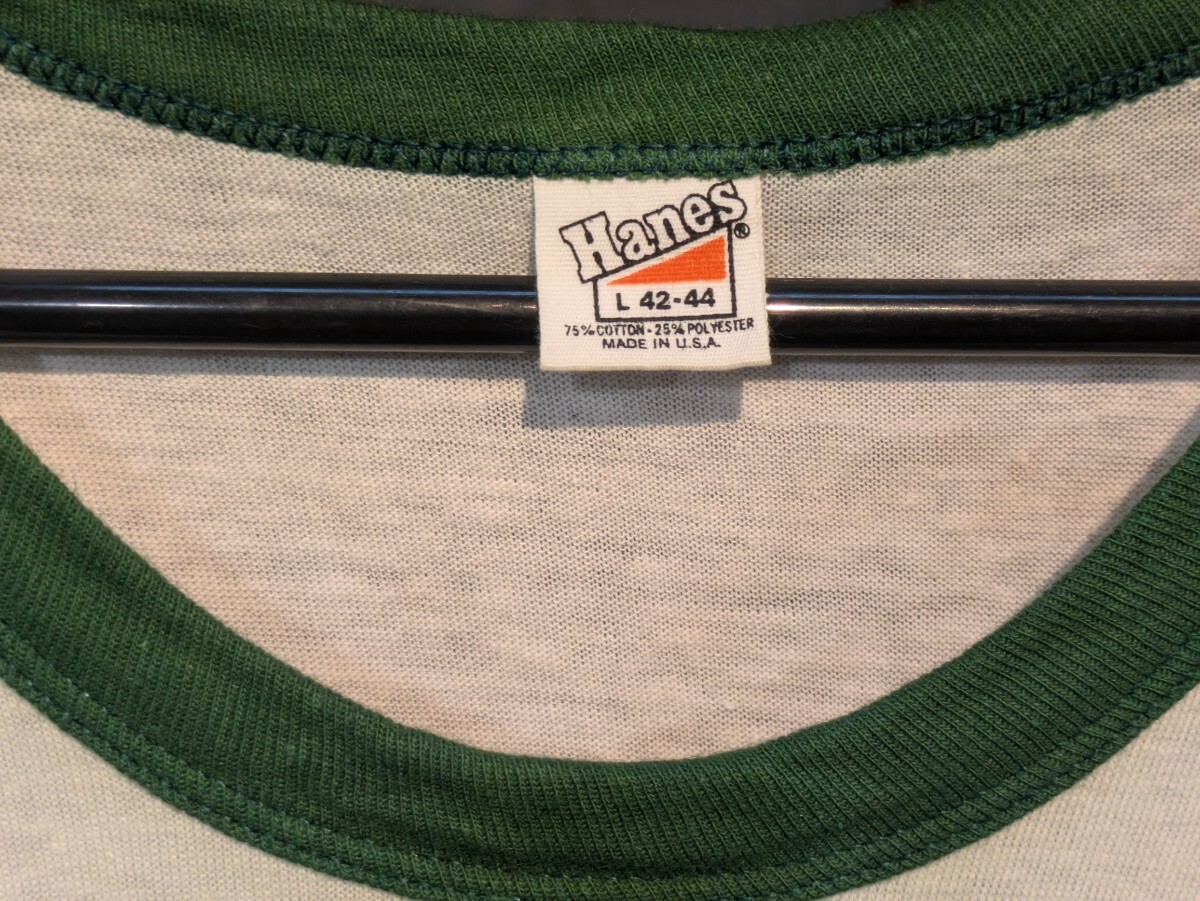 Hanes®
L 42-44
75% COTTON - 25% POLYESTER
MADE IN U.S.A.